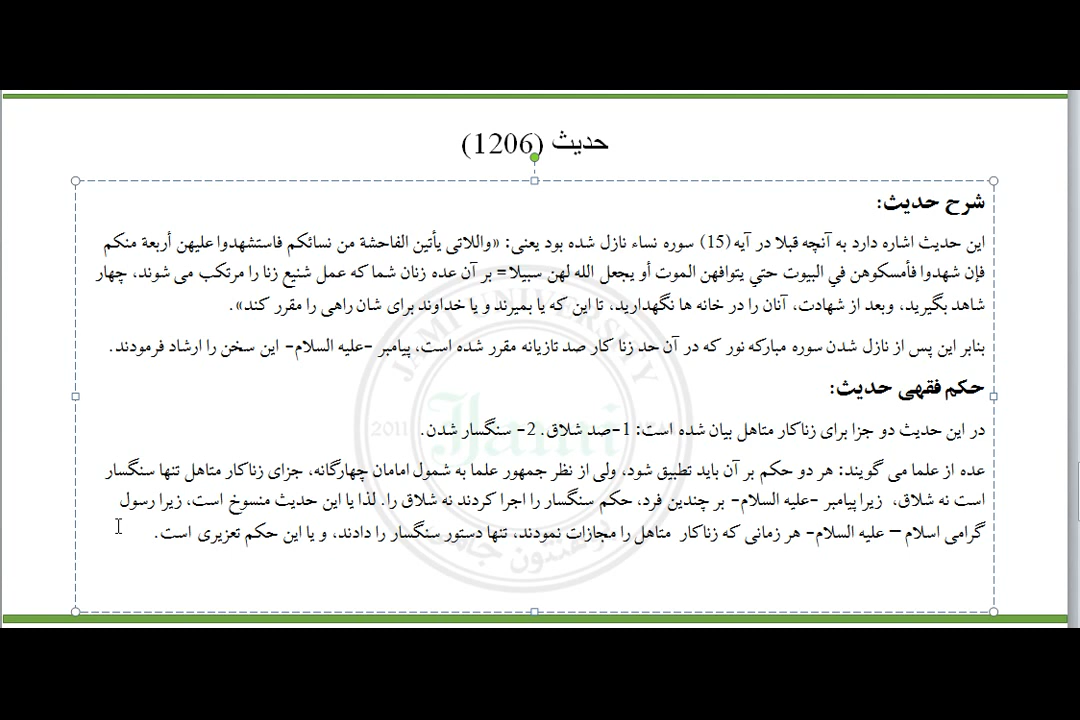 حدیث (1206)
شرح حدیث:
این حدیث اشاره دارد به آنچه قبلا در آیه (15) سوره نساء نازل شده بود یعنی: «واللاتی یأتین الفاحشة من نسائکم فاستشهدوا علیهن أربعة منکم
فإن شهدوا فأمسكوهن في البيوت حتي يتوافهن الموت أو يجعل الله لهن سبيلا= بر آن عده زنان شما که عمل شنیع زنا را مرتکب می شوند، چهار
شاهد بگیرید، وبعد از شهادت، آنان را در خانه ها نگهدارید، تا این که یا بمیرند و یا خداوند برای شان راهی را مقرر کند».
بنابر این پس از نازل شدن سوره مبارکه نور که در آن حد زنا کار صد تازیانه مقرر شده است، پیامبر -علیه السلام- این سخن را ارشاد فرمودند.
حکم فقهی حدیث:
در این حدیث دو جزا برای زناکار متاهل بیان شده است: 1-صد شلاق. 2- سنگسار شدن.
عده از علما می گویند: هر دو حکم بر آن باید تطبیق شود، ولی از نظر جمهور علما به شمول امامان چهارگانه، جزای زناکار متاهل تنها سنگسار
است نه شلاق، زیرا پیامبر -علیه السلام- بر چندین فرد، حکم سنگسار را اجرا کردند نه شلاق را. لذا یا این حدیث منسوخ است، زیرا رسول
گرامی اسلام – علیه السلام- هر زمانی که زناکار متاهل را مجازات نمودند، تنها دستور سنگسار را دادند، و یا این حکم تعزیری است.
JAMI UNIVERSITY
2011
Jami